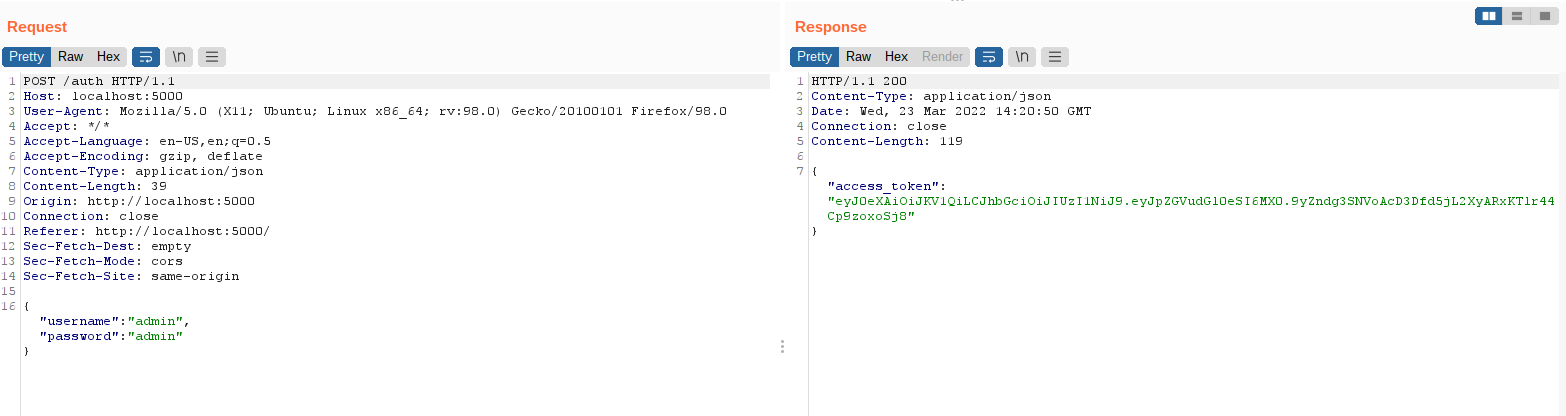 Request
Pretty Raw Hex \n
1 POST /auth HTTP/1.1
2 Host: localhost:5000
3 User-Agent: Mozilla/5.0 (X11; Ubuntu; Linux x86_64; rv:98.0) Gecko/20100101 Firefox/98.0
4 Accept: */*
5 Accept-Language: en-US,en;q=0.5
6 Accept-Encoding: gzip, deflate
7 Content-Type: application/json
8 Content-Length: 39
9 Origin: http://localhost:5000
10 Connection: close
11 Referer: http://localhost:5000/
12 Sec-Fetch-Dest: empty
13 Sec-Fetch-Mode: cors
14 Sec-Fetch-Site: same-origin
15
16 {
"username":"admin",
"password":"admin"
}
Response
Pretty Raw Hex Render \n
1 HTTP/1.1 200
2 Content-Type: application/json
3 Date: Wed, 23 Mar 2022 14:20:50 GMT
4 Connection: close
5 Content-Length: 119
6
7 {
"access_token":
"eyJ0eXAiOiJKV1QiLCJhbGciOiJIUzI1NiJ9.eyJpZGVudGl0eSI6MX0.9yZndg3SNVoAcD3Dfd5jL2XyARxKTlr44
Cp9zoxoSj8"
}